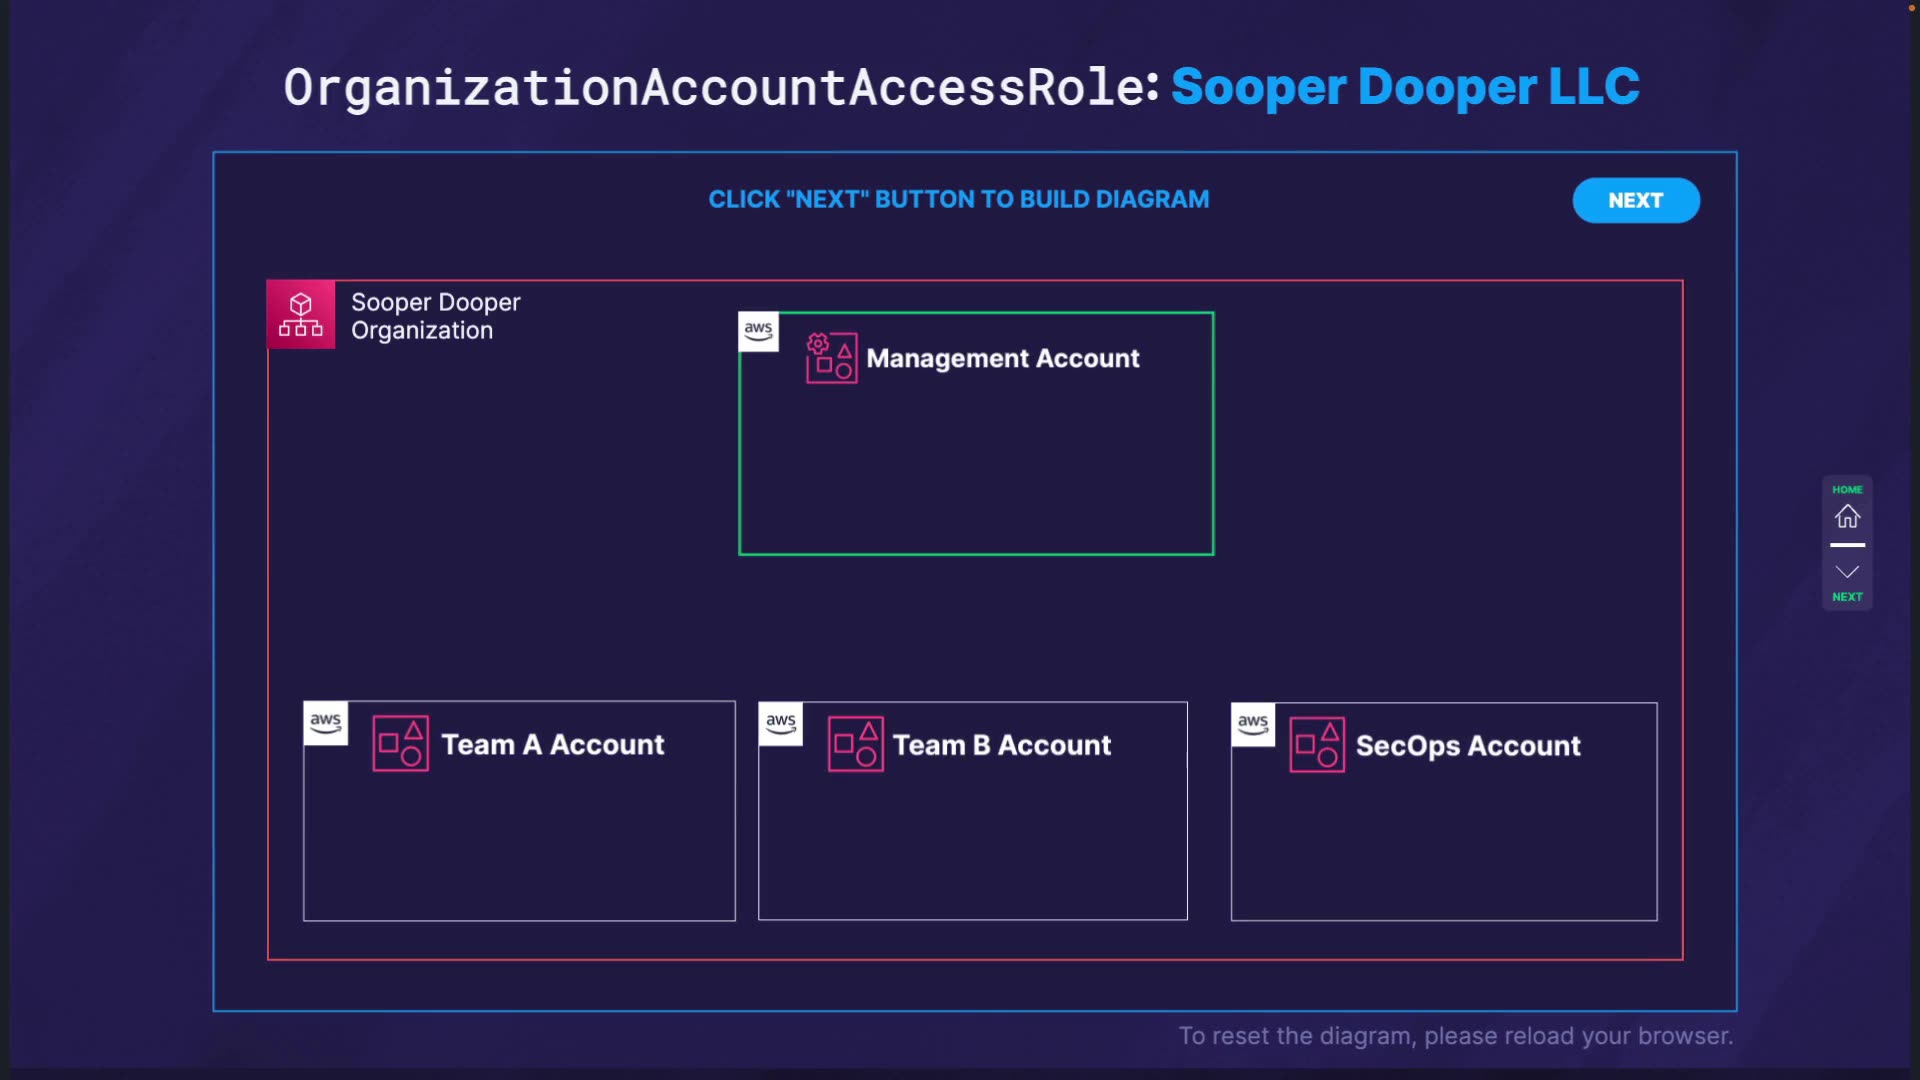 OrganizationAccountAccessRole: Sooper Dooper LLC
CLICK "NEXT" BUTTON TO BUILD DIAGRAM
NEXT
Sooper Dooper
Organization
aws
Management Account
HOME
NEXT
aws
Team A Account
aws
Team B Account
aws
SecOps Account
To reset the diagram, please reload your browser.